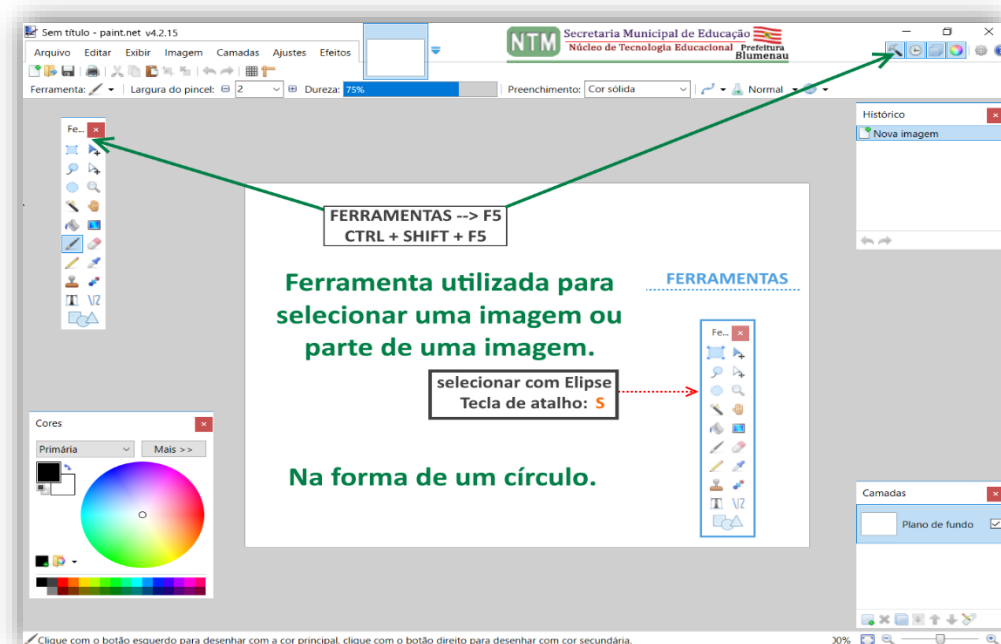 Sem título - paint.net v4.2.15
NTM
Secretaria Municipal de Educação
Núcleo de Tecnologia Educacional
Prefeitura
Blumenau
Arquivo Editar Exibir Imagem Camadas Ajustes Efeitos
Ferramenta: Largura do pincel: 2 Dureza: 75% Preenchimento: Cor sólida Normal
Fe...
Histórico
Nova imagem
FERRAMENTAS --> F5
CTRL + SHIFT + F5
Ferramenta utilizada para
selecionar uma imagem ou
parte de uma imagem.
FERRAMENTAS
Fe...
selecionar com Elipse
Tecla de atalho: S
Na forma de um círculo.
Cores
Primária Mais >>
Camadas
Plano de fundo
Clique com o botão esquerdo para desenhar com a cor principal, clique com o botão direito para desenhar com cor secundária.
30%